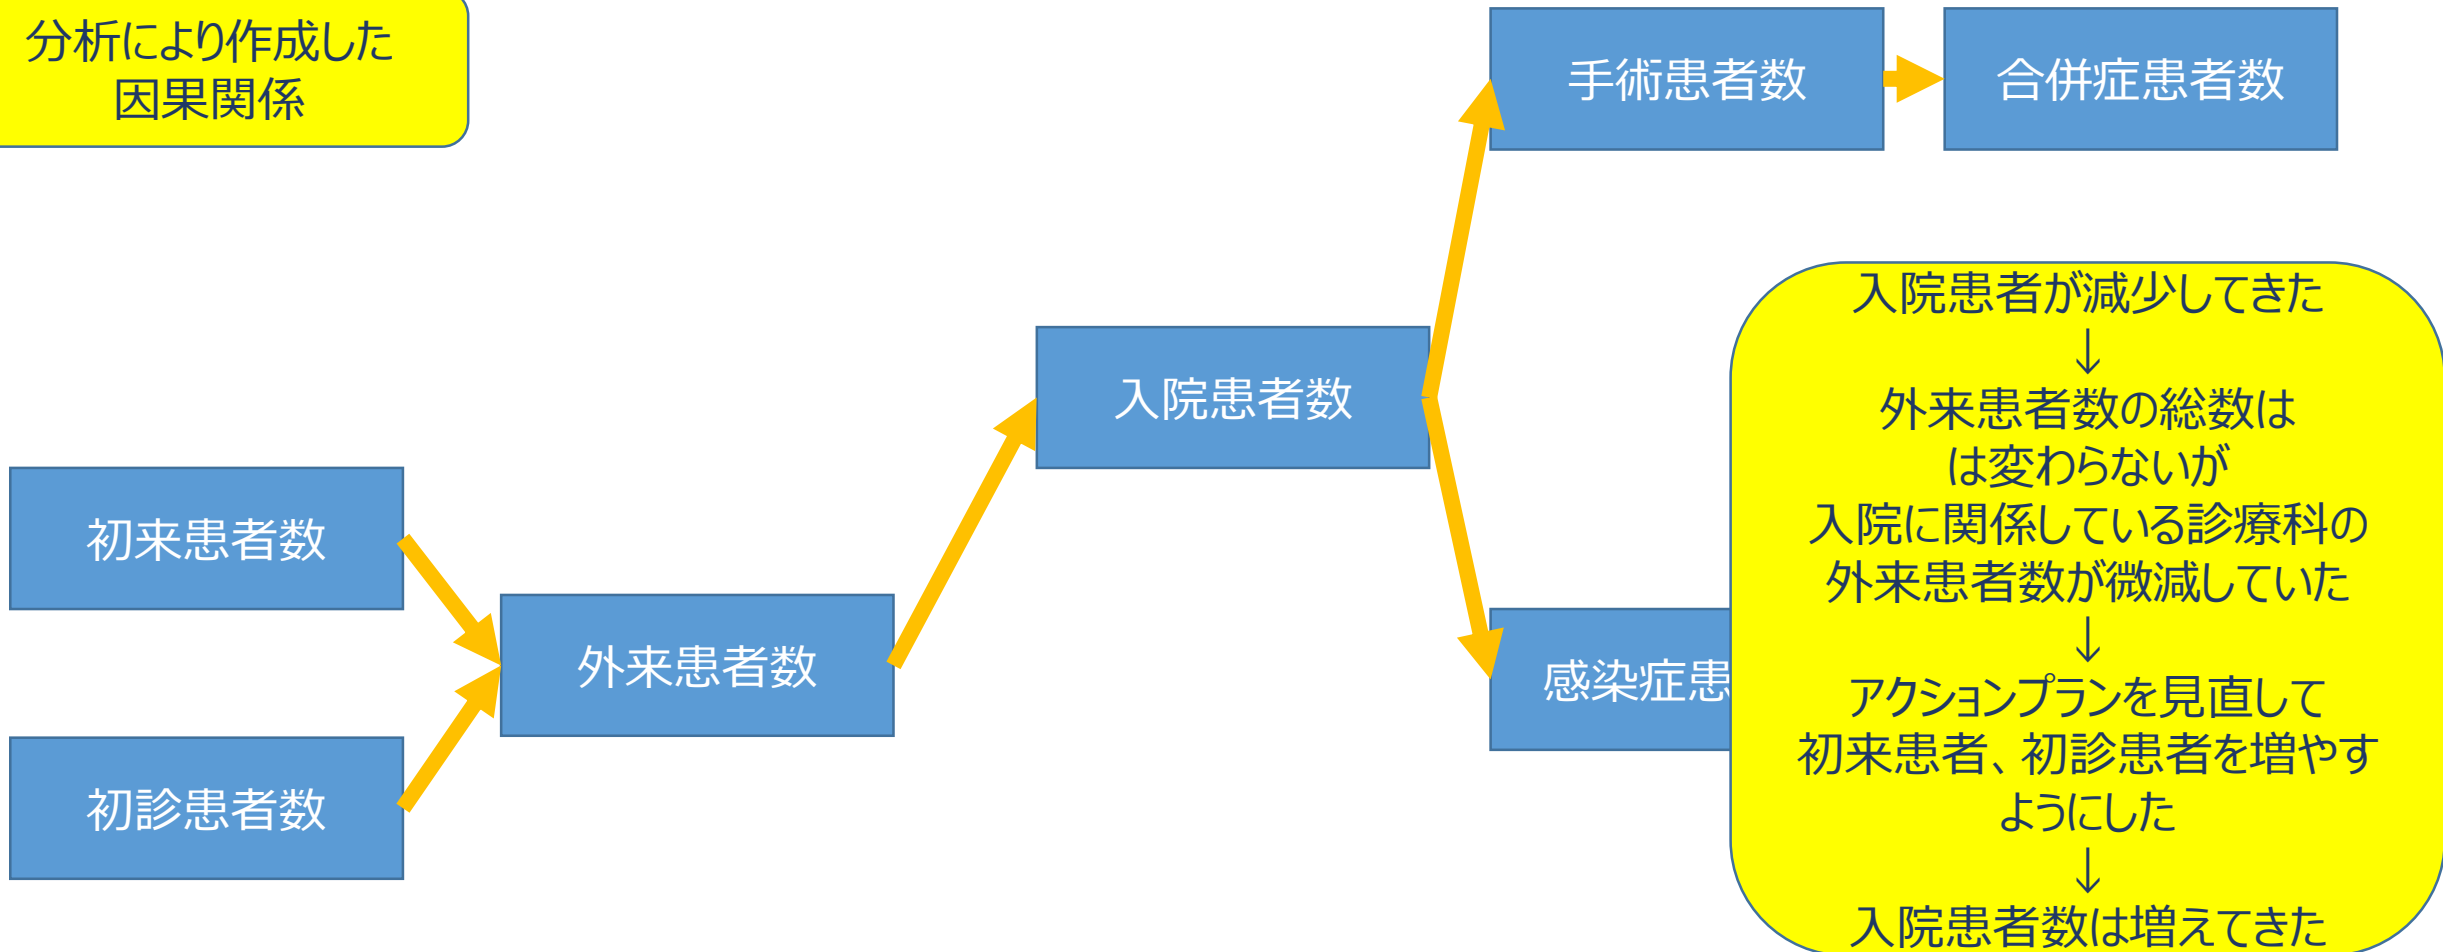 分析により作成した
因果関係
手術患者数
合併症患者数
入院患者数
初来患者数
外来患者数
初診患者数
感染症患
入院患者が減少してきた
↓
外来患者数の総数は
は変わらないが
入院に関係している診療科の
外来患者数が微減していた
↓
アクションプランを見直して
初来患者、初診患者を増やす
ようにした
↓
入院患者数は増えてきた